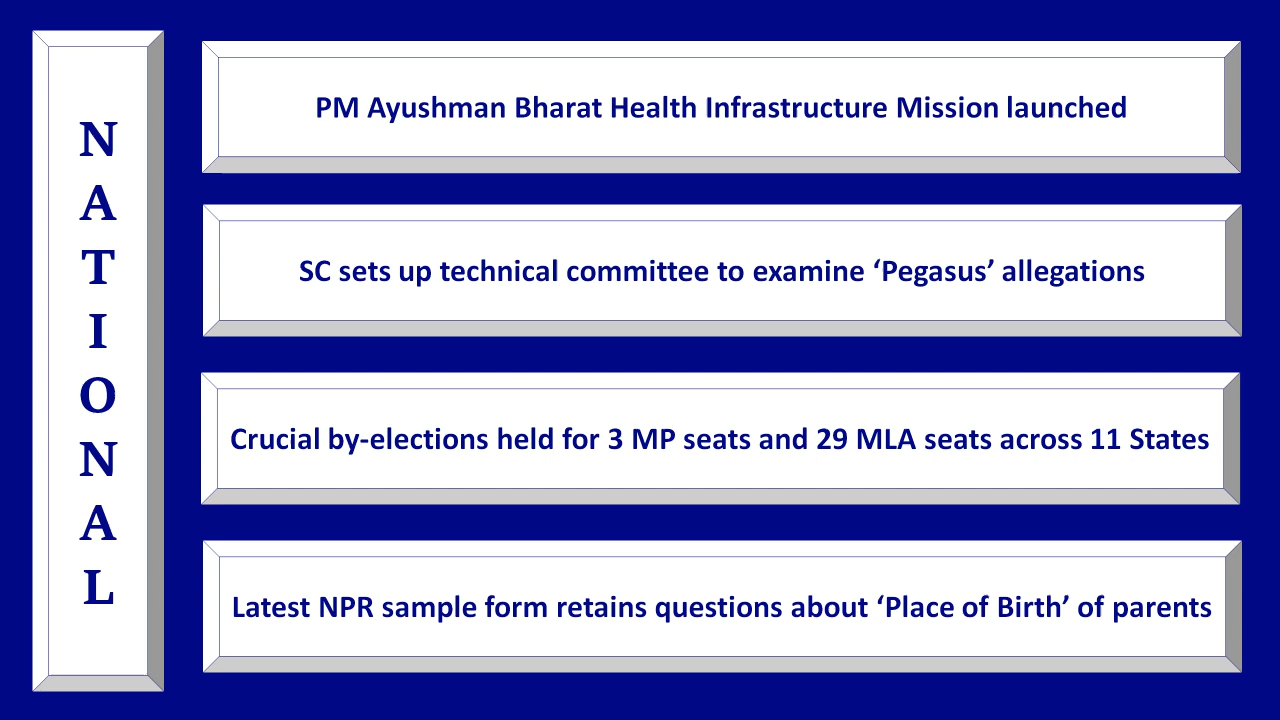 NATIONAL
PM Ayushman Bharat Health Infrastructure Mission launched
SC sets up technical committee to examine ‘Pegasus’ allegations
Crucial by-elections held for 3 MP seats and 29 MLA seats across 11 States
Latest NPR sample form retains questions about ‘Place of Birth’ of parents